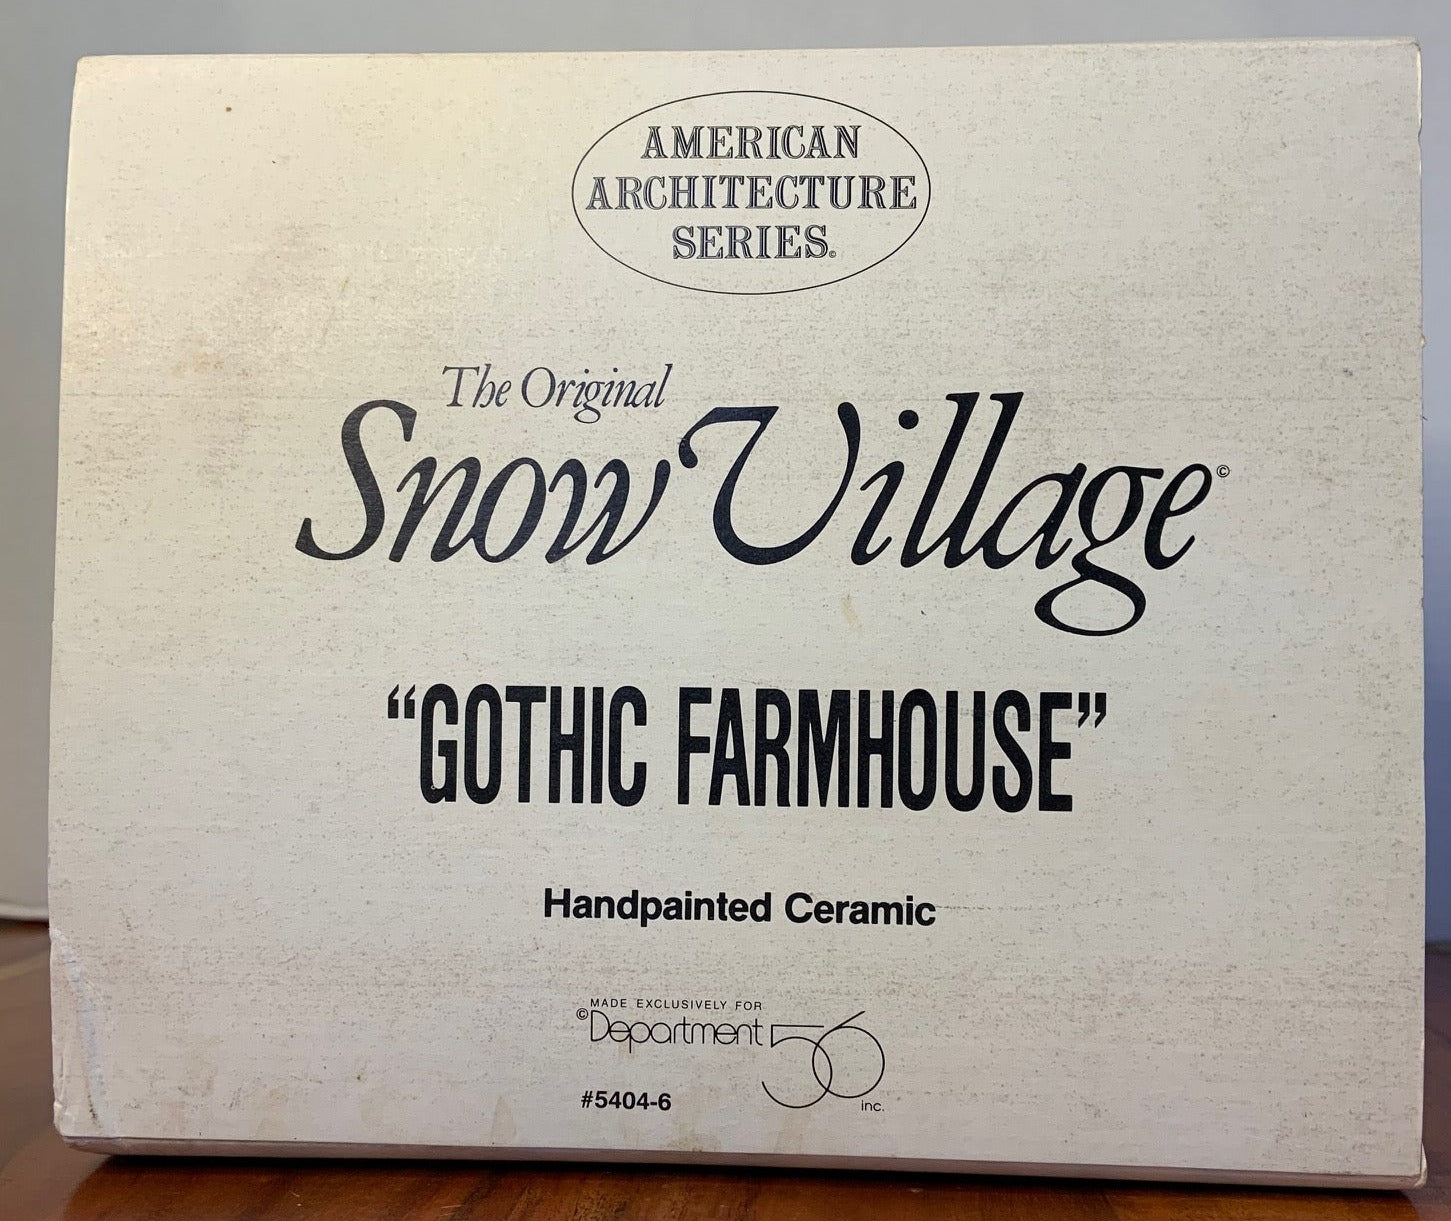 AMERICAN
ARCHITECTURE
SERIES©
The Original
Snow Village©
“GOTHIC FARMHOUSE”
Handpainted Ceramic
MADE EXCLUSIVELY FOR
©Department 56
inc.
#5404-6